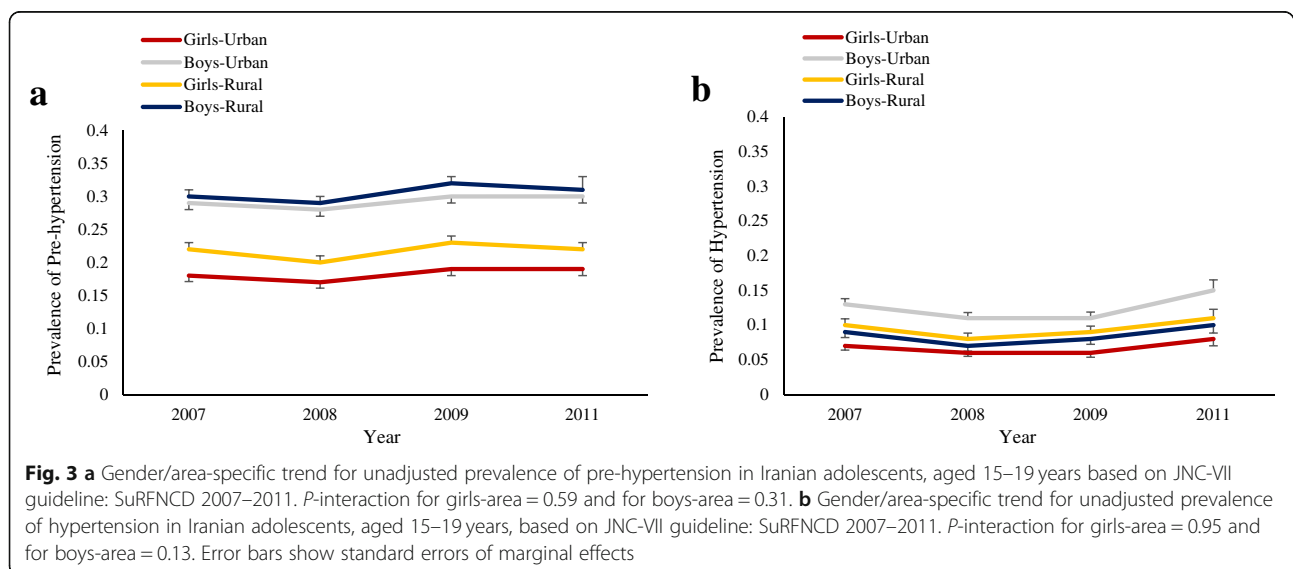 Girls-Urban
Boys-Urban
Girls-Rural
Boys-Rural
a
Prevalence of Pre-hypertension
0.4
0.35
0.3
0.25
0.2
0.15
0.1
0.05
0
2007
2008
2009
2011
Year
Girls-Urban
Boys-Urban
Girls-Rural
Boys-Rural
b
Prevalence of Hypertension
0.4
0.35
0.3
0.25
0.2
0.15
0.1
0.05
0
2007
2008
2009
2011
Year
Fig. 3 a Gender/area-specific trend for unadjusted prevalence of pre-hypertension in Iranian adolescents, aged 15–19 years based on JNC-VII
guideline: SuRFNCD 2007–2011. P-interaction for girls-area = 0.59 and for boys-area = 0.31. b Gender/area-specific trend for unadjusted prevalence
of hypertension in Iranian adolescents, aged 15–19 years, based on JNC-VII guideline: SuRFNCD 2007–2011. P-interaction for girls-area = 0.95 and
for boys-area = 0.13. Error bars show standard errors of marginal effects